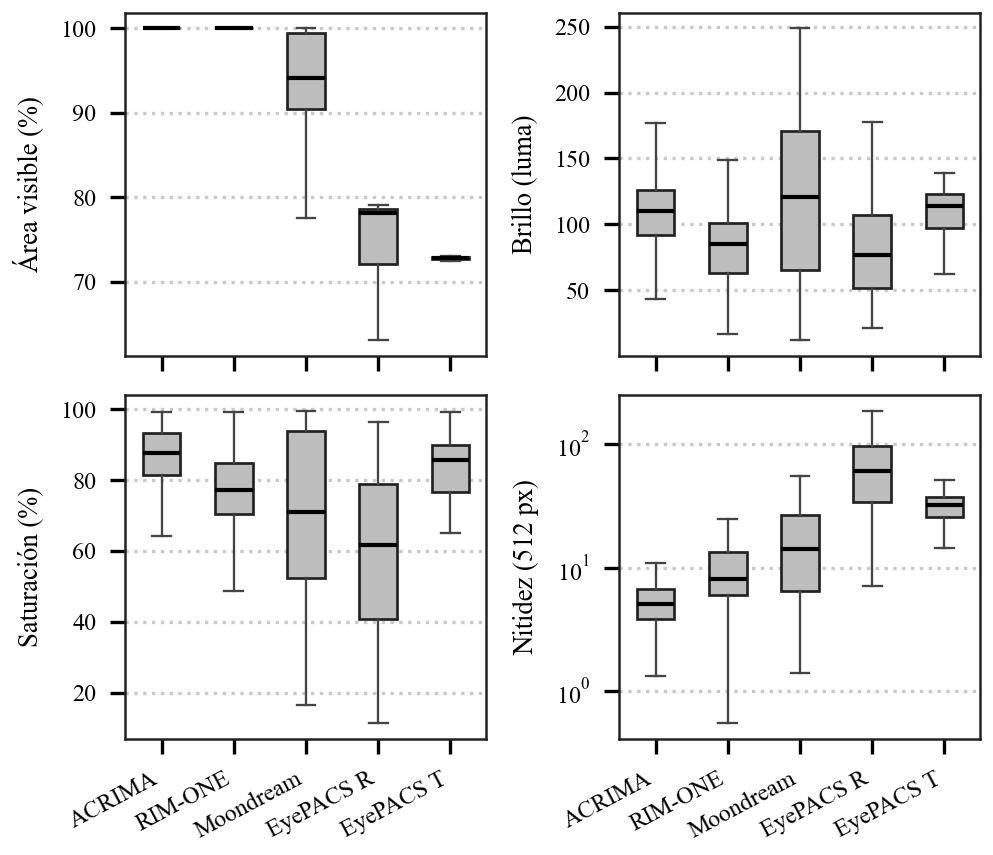 Área visible (%)
100
90
80
70
Brillo (luma)
250
200
150
100
50
Saturación (%)
100
80
60
40
20
ACRIMA
RIM-ONE
Moondream
EyePACS R
EyePACS T
Nitidez (512 px)
10²
10¹
10⁰
ACRIMA
RIM-ONE
Moondream
EyePACS R
EyePACS T